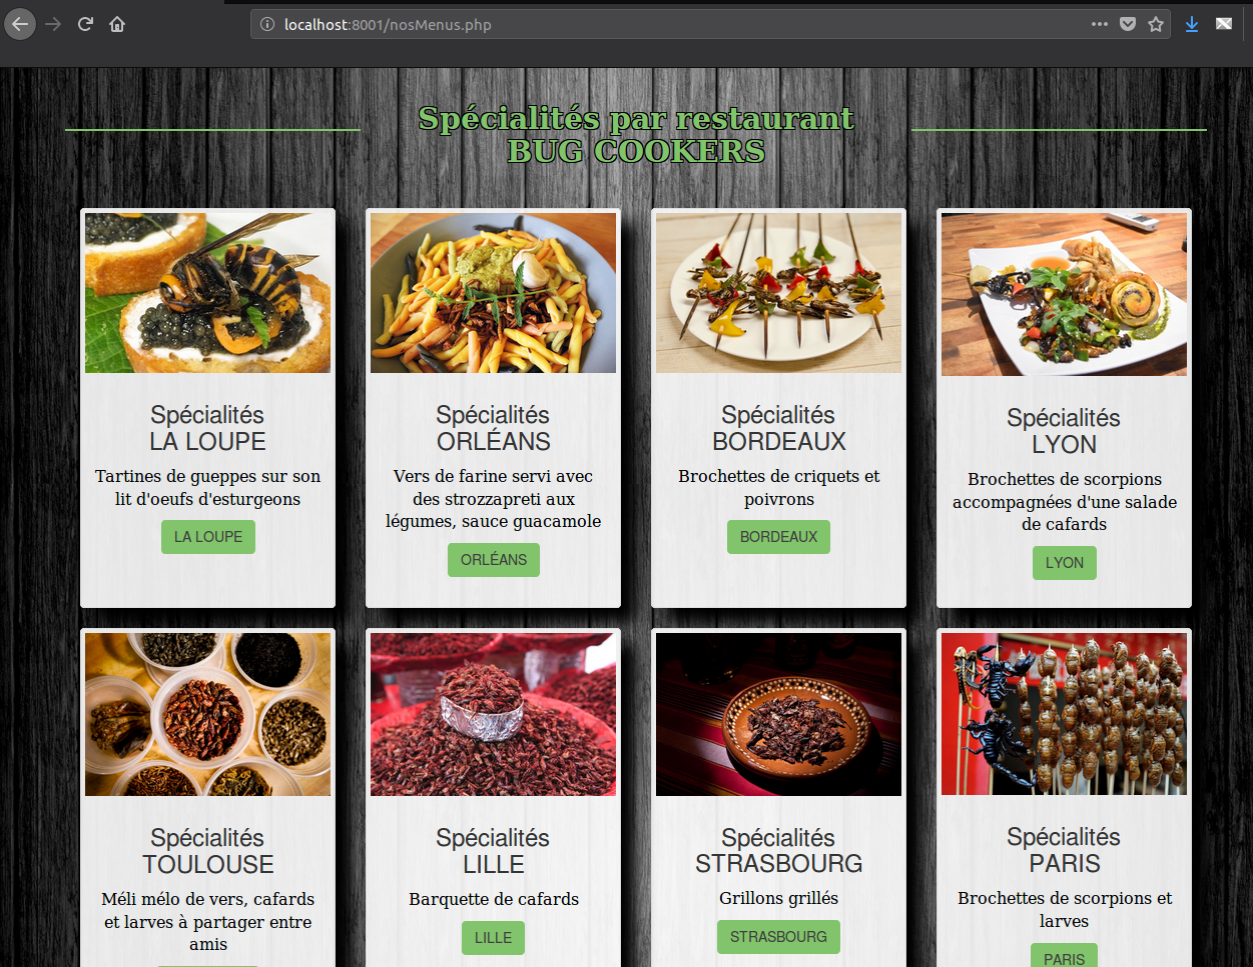 localhost:8001/nosMenus.php
Spécialités par restaurant
BUG COOKERS
Spécialités
LA LOUPE
Tartines de gueppes sur son
lit d'oeufs d'esturgeons
LA LOUPE
Spécialités
ORLÉANS
Vers de farine servi avec
des strozzapreti aux
légumes, sauce guacamole
ORLÉANS
Spécialités
BORDEAUX
Brochettes de criquets et
poivrons
BORDEAUX
Spécialités
LYON
Brochettes de scorpions
accompagnées d'une salade
de cafards
LYON
Spécialités
TOULOUSE
Méli mélo de vers, cafards
et larves à partager entre
amis
Spécialités
LILLE
Barquette de cafards
LILLE
Spécialités
STRASBOURG
Grillons grillés
STRASBOURG
Spécialités
PARIS
Brochettes de scorpions et
larves
PARIS